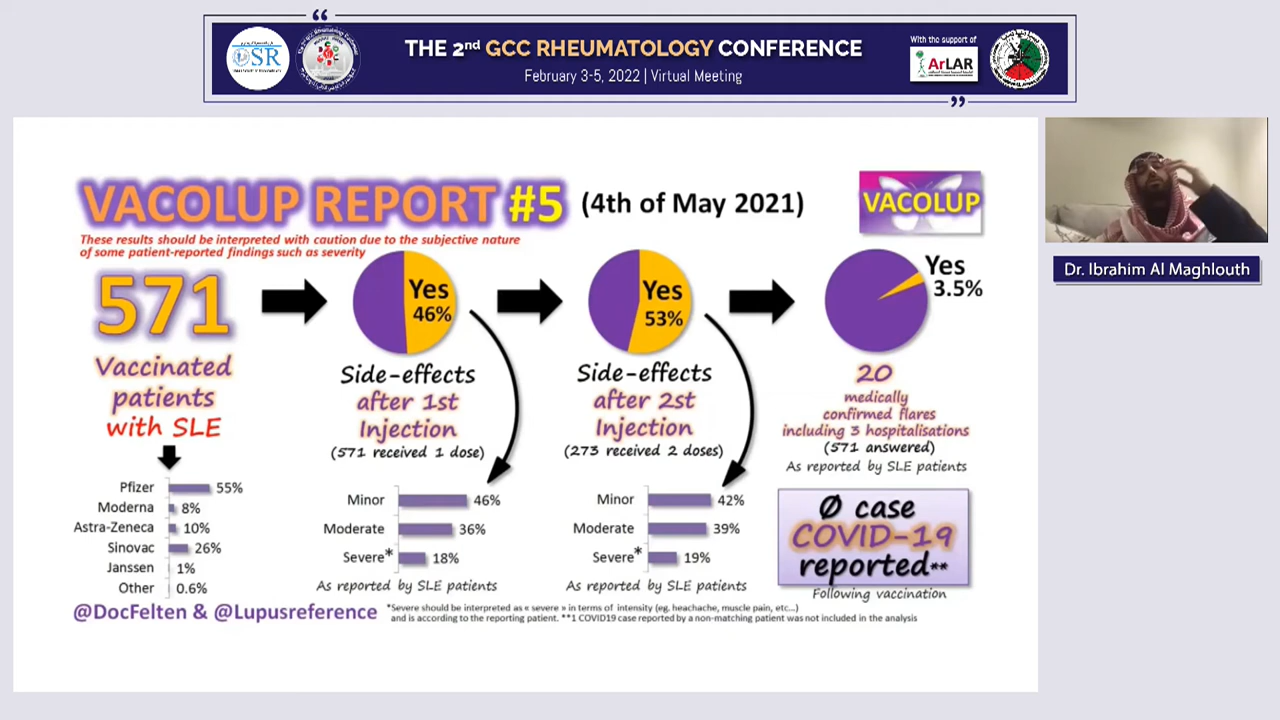 “
THE 2nd GCC RHEUMATOLOGY CONFERENCE
February 3-5, 2022 | Virtual Meeting
”
OSR
With the support of
ArLAR
VACOLUP REPORT #5 (4th of May 2021)
VACOLUP
These results should be interpreted with caution due to the subjective nature
of some patient-reported findings such as severity
571
Vaccinated
patients
with SLE
Pfizer 55%
Moderna 8%
Astra-Zeneca 10%
Sinovac 26%
Janssen 1%
Other 0.6%
Yes
46%
Side-effects
after 1st
Injection
(571 received 1 dose)
Minor 46%
Moderate 36%
Severe* 18%
As reported by SLE patients
Yes
53%
Side-effects
after 2st
Injection
(273 received 2 doses)
Minor 42%
Moderate 39%
Severe* 19%
As reported by SLE patients
Yes
3.5%
20
medically
confirmed flares
including 3 hospitalisations
(571 answered)
As reported by SLE patients
Ø case
COVID-19
reported**
Following vaccination
@DocFelten & @Lupusreference
*Severe should be interpreted as « severe » in terms of intensity (eg. heachache, muscle pain, etc...)
and is according to the reporting patient. **1 COVID19 case reported by a non-matching patient was not included in the analysis
Dr. Ibrahim Al Maghlouth